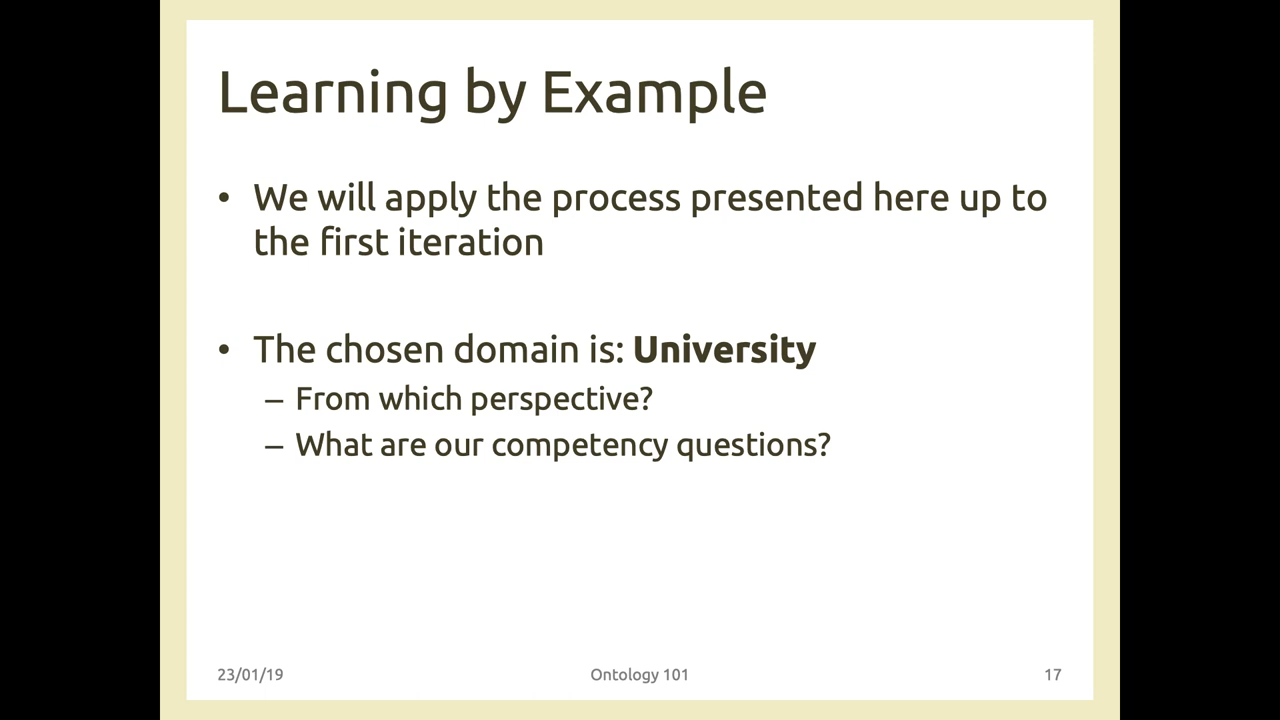 Learning by Example
• We will apply the process presented here up to
the first iteration
• The chosen domain is: University
– From which perspective?
– What are our competency questions?
23/01/19 Ontology 101 17